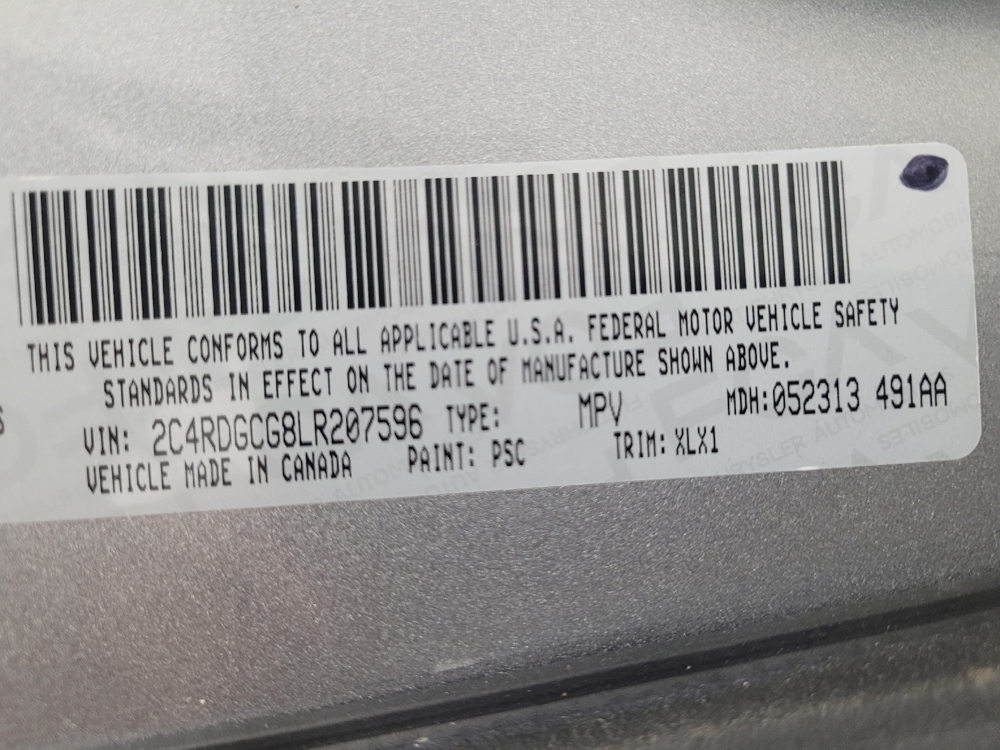 THIS VEHICLE CONFORMS TO ALL APPLICABLE U.S.A. FEDERAL MOTOR VEHICLE SAFETY
STANDARDS IN EFFECT ON THE DATE OF MANUFACTURE SHOWN ABOVE.
VIN: 2C4RDGCG8LR207596 TYPE: MPV MDH:052313 491AA
VEHICLE MADE IN CANADA PAINT: PSC TRIM: XLX1